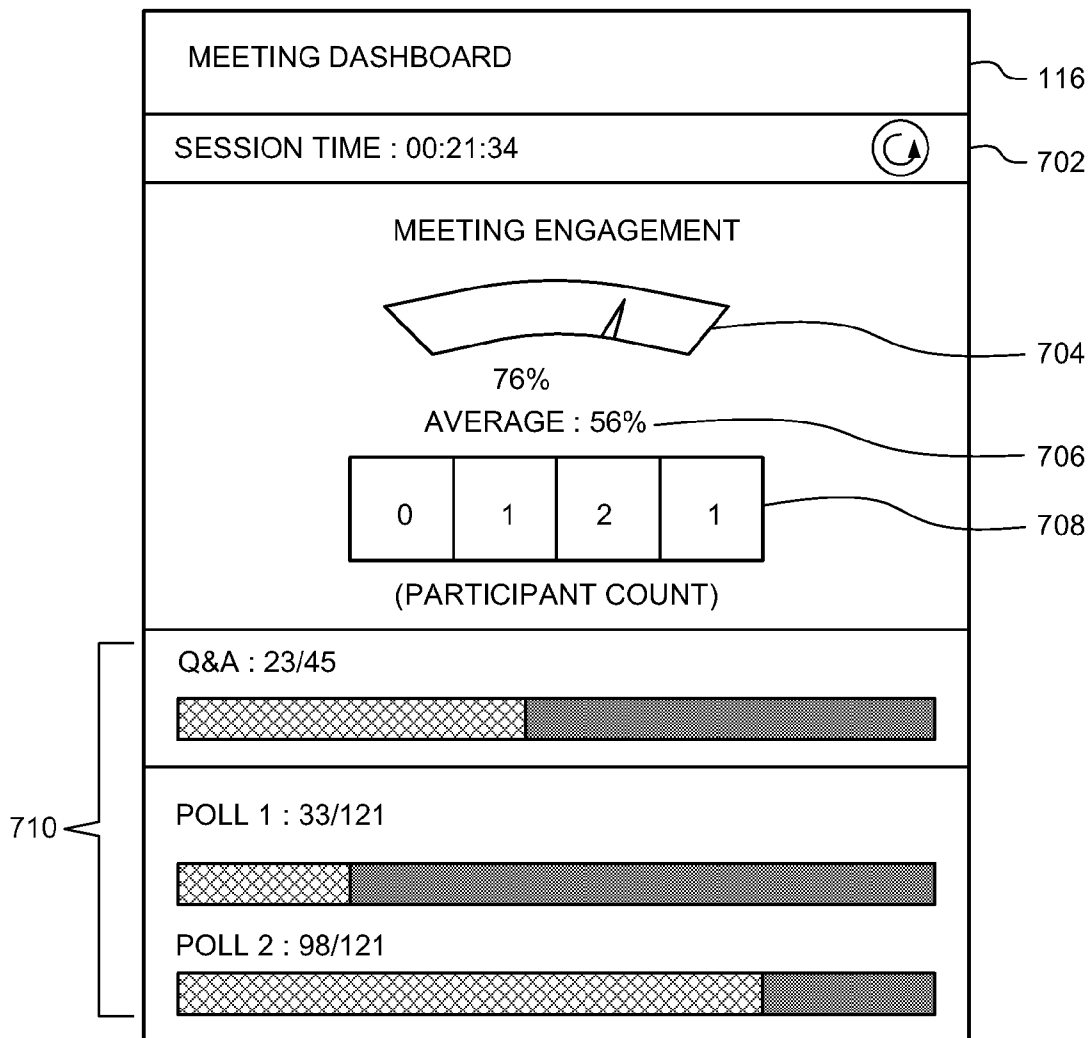 MEETING DASHBOARD
116
SESSION TIME : 00:21:34
702
MEETING ENGAGEMENT
704
76%
AVERAGE : 56%
706
0 1 2 1
708
(PARTICIPANT COUNT)
Q&A : 23/45
710
POLL 1 : 33/121
POLL 2 : 98/121